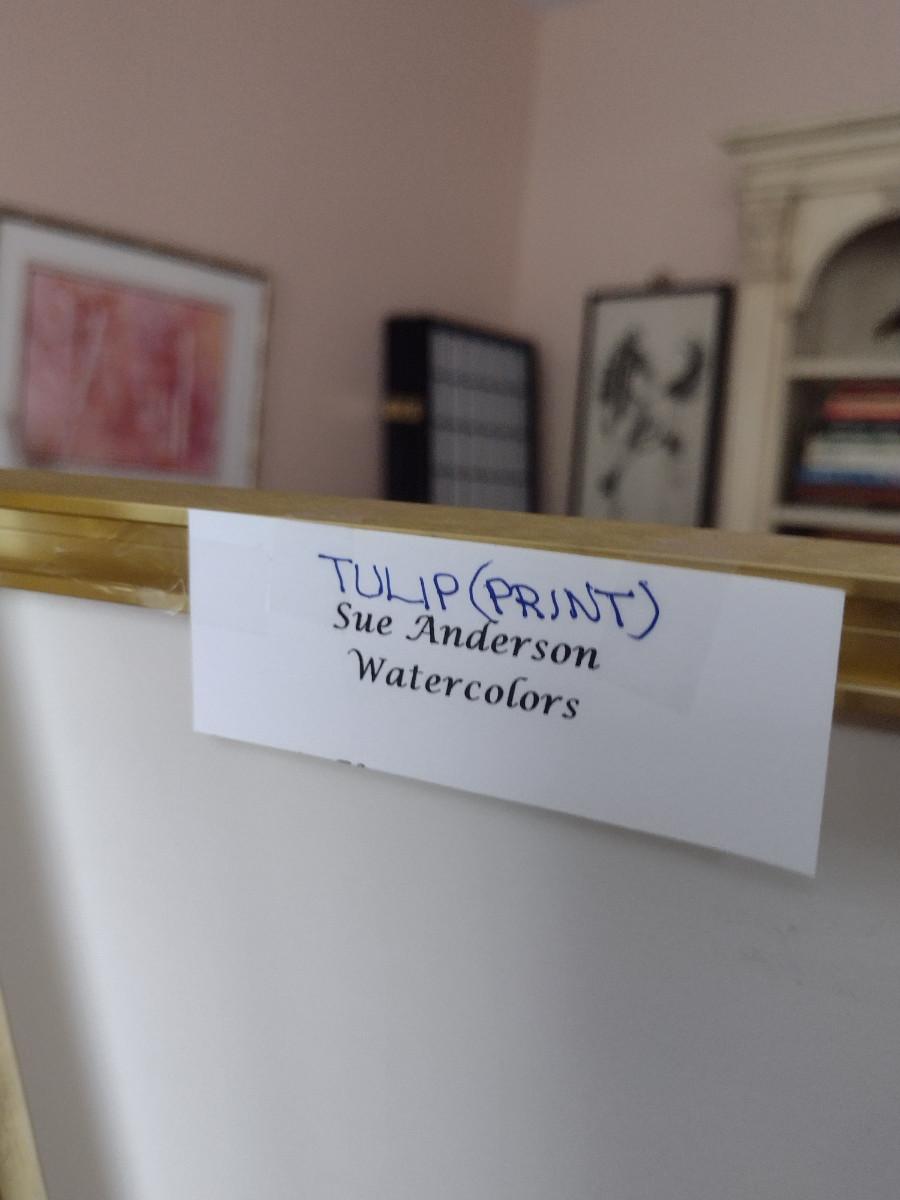 TULIP (PRINT)
Sue Anderson
Watercolors